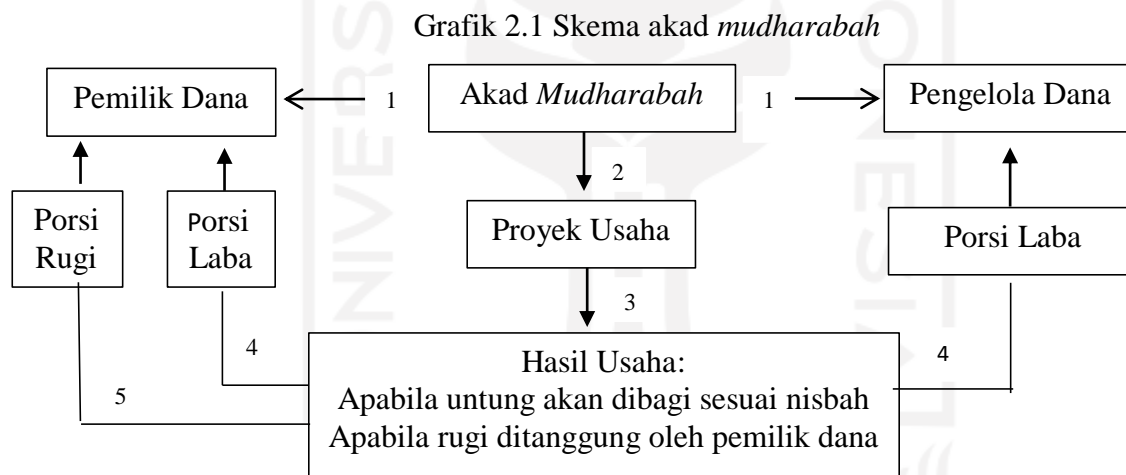 Grafik 2.1 Skema akad mudharabah
Pemilik Dana
1
Akad Mudharabah
1
Pengelola Dana
2
Porsi
Rugi
Porsi
Laba
Proyek Usaha
Porsi Laba
3
4
4
5
Hasil Usaha:
Apabila untung akan dibagi sesuai nisbah
Apabila rugi ditanggung oleh pemilik dana
NIVERS
ONESIA